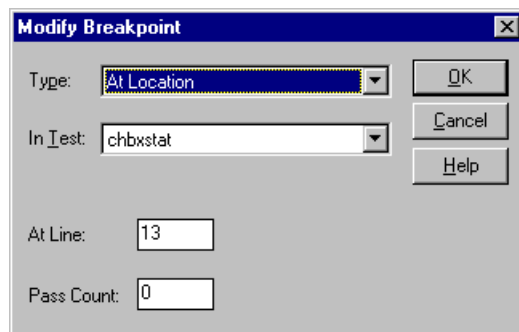 Modify Breakpoint
Type: At Location
OK
Cancel
In Test: chbxstat
Help
At Line: 13
Pass Count: 0